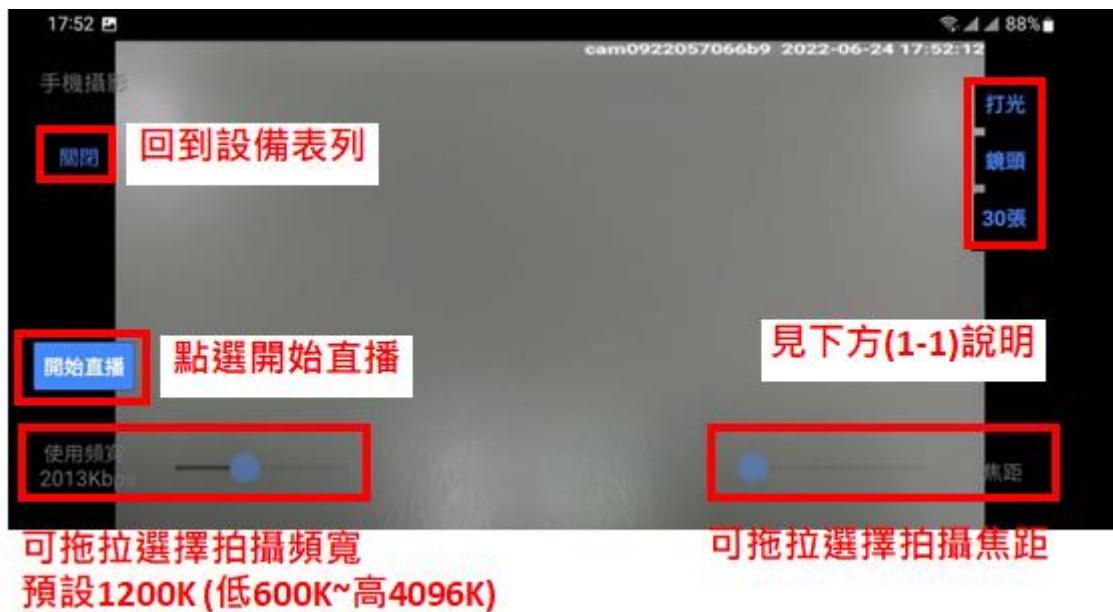 17:52
88%
cam0922057066b9 2022-06-24 17:52:12
手機攝影
打光
關閉
回到設備表列
鏡頭
30張
見下方(1-1)說明
開始直播
點選開始直播
使用頻寬
2013Kbps
焦距
可拖拉選擇拍攝頻寬
預設1200K (低600K~高4096K)
可拖拉選擇拍攝焦距